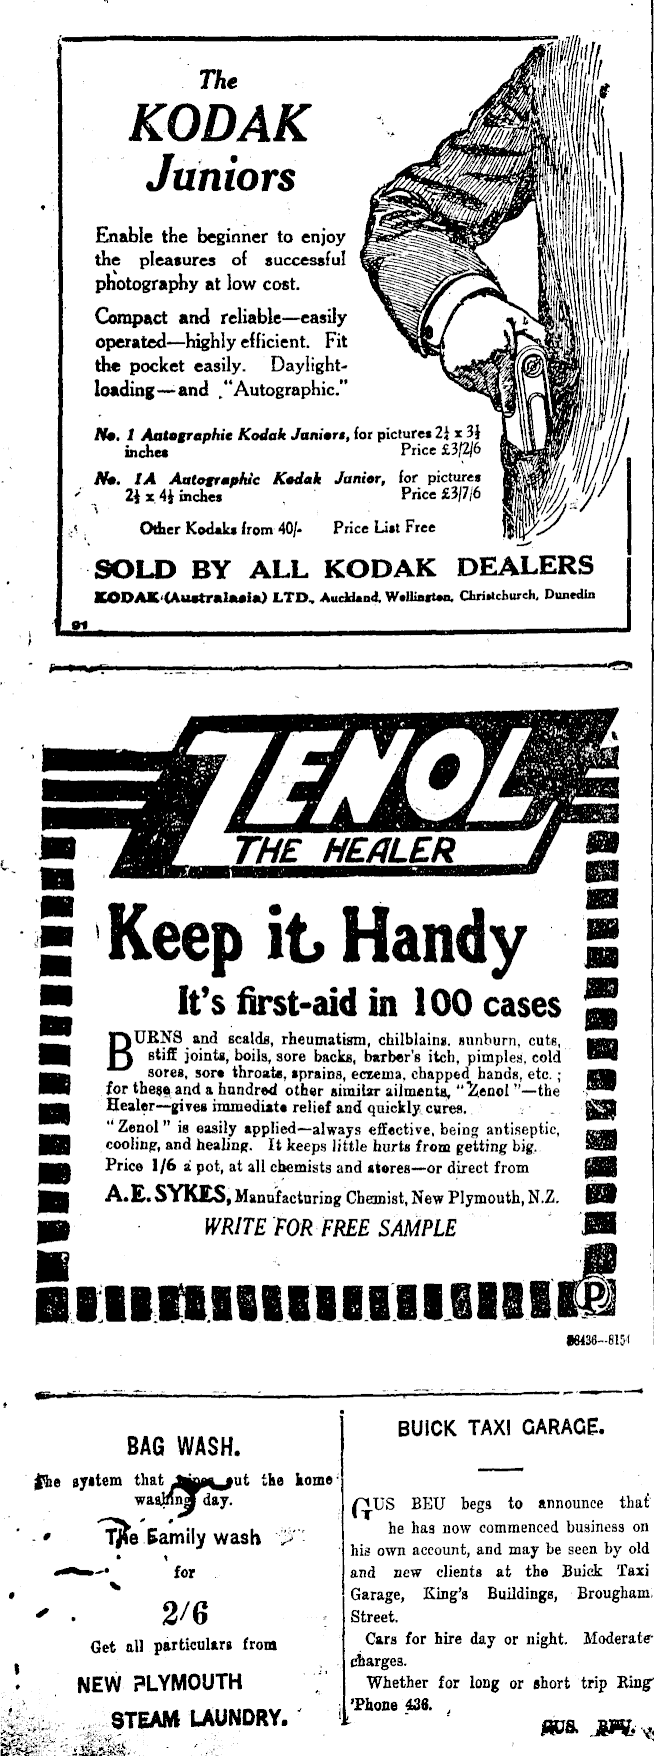 The
KODAK
Juniors
Enable the beginner to enjoy
the pleasures of successful
photography at low cost.
Compact and reliable—easily
operated—highly efficient. Fit
the pocket easily. Daylight-
loading—and "Autographic."
No. 1 Autographic Kodak Juniors, for pictures 2¼ x 3¼
inches Price £3/2/6
No. 1A Autographic Kodak Junior, for pictures
2½ x 4¼ inches Price £3/7/6
Other Kodaks from 40/- Price List Free
SOLD BY ALL KODAK DEALERS
KODAK (Australasia) LTD., Auckland, Wellington, Christchurch, Dunedin
91
ZENOL
THE HEALER
Keep it Handy
It's first-aid in 100 cases
BURNS and scalds, rheumatism, chilblains, sunburn, cuts,
stiff joints, boils, sore backs, barber's itch, pimples, cold
sores, sore throats, sprains, eczema, chapped hands, etc. ;
for these and a hundred other similar ailments, "Zenol"—the
Healer—gives immediate relief and quickly cures.
"Zenol" is easily applied—always effective, being antiseptic,
cooling, and healing. It keeps little hurts from getting big.
Price 1/6 a pot, at all chemists and stores—or direct from
A.E. SYKES, Manufacturing Chemist, New Plymouth, N.Z.
WRITE FOR FREE SAMPLE
P
6436--8151
BAG WASH.
The system that wipes out the home
washing day.
The Family wash
for
2/6
Get all particulars from
NEW PLYMOUTH
STEAM LAUNDRY.
BUICK TAXI GARAGE.
GUS BEU begs to announce that
he has now commenced business on
his own account, and may be seen by old
and new clients at the Buick Taxi
Garage, King's Buildings, Brougham
Street.
Cars for hire day or night. Moderate
charges.
Whether for long or short trip Ring
'Phone 436.
GUS. BEU.